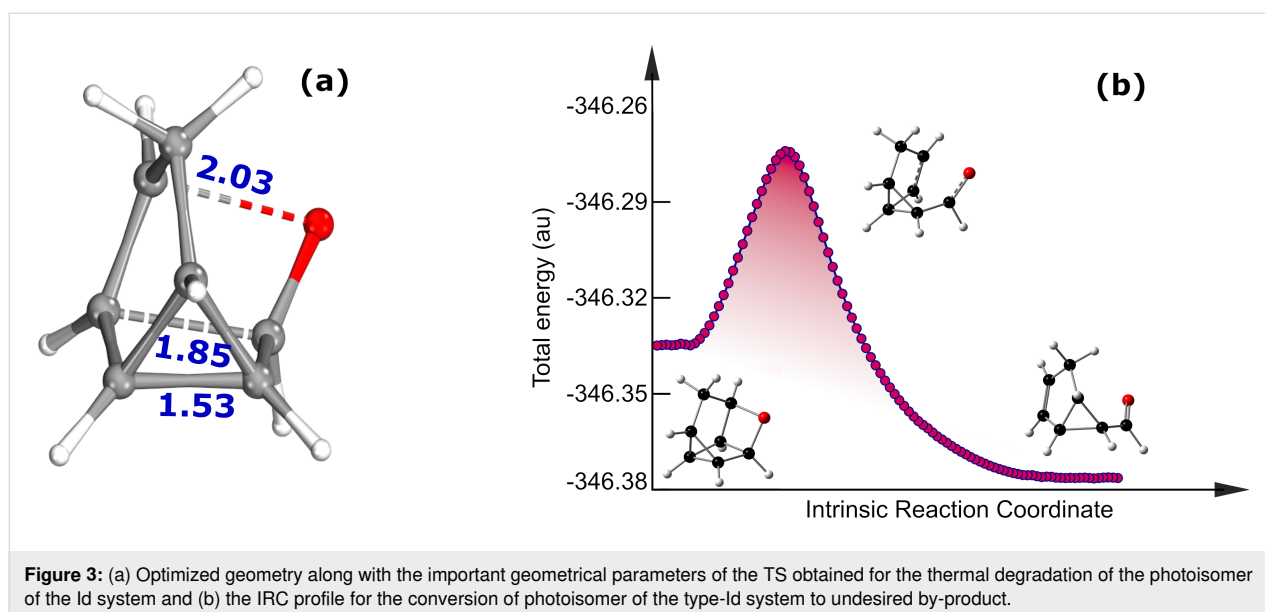 (a)
2.03
1.85
1.53
(b)
Total energy (au)
-346.26
-346.29
-346.32
-346.35
-346.38
Intrinsic Reaction Coordinate
Figure 3: (a) Optimized geometry along with the important geometrical parameters of the TS obtained for the thermal degradation of the photoisomer
of the Id system and (b) the IRC profile for the conversion of photoisomer of the type-Id system to undesired by-product.